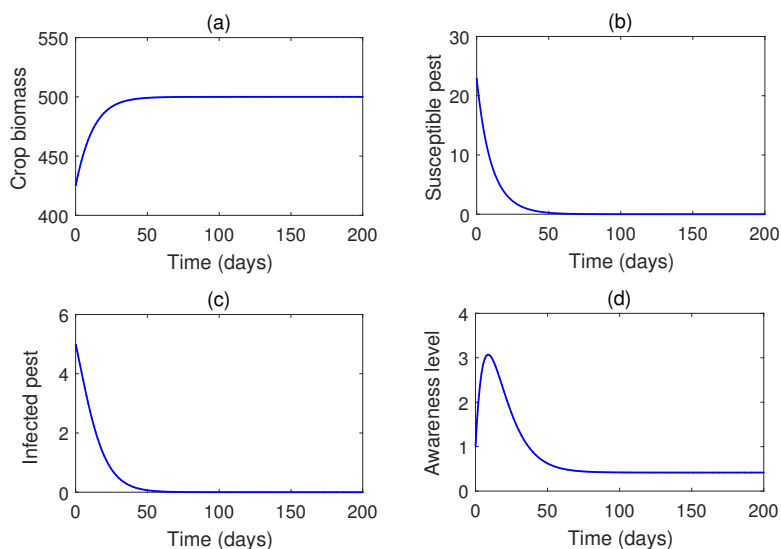 (a)
550
500
450
400
Crop biomass
0 50 100 150 200
Time (days)
(b)
30
20
10
0
Susceptible pest
0 50 100 150 200
Time (days)
(c)
6
4
2
0
Infected pest
0 50 100 150 200
Time (days)
(d)
4
3
2
1
0
Awareness level
0 50 100 150 200
Time (days)